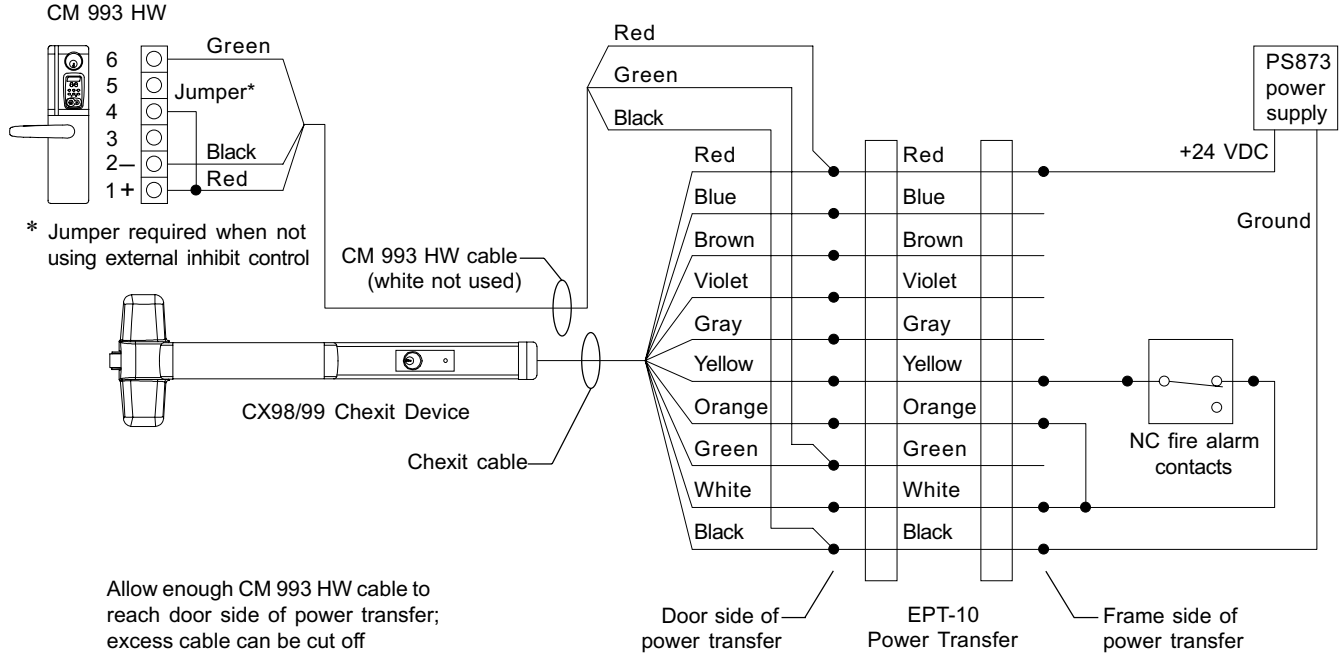 CM 993 HW
6
5
4
3
2–
1+
Green
Jumper*
Black
Red
* Jumper required when not
using external inhibit control
CM 993 HW cable
(white not used)
CX98/99 Chexit Device
Chexit cable
Allow enough CM 993 HW cable to
reach door side of power transfer;
excess cable can be cut off
Red
Green
Black
Red
Blue
Brown
Violet
Gray
Yellow
Orange
Green
White
Black
Red
Blue
Brown
Violet
Gray
Yellow
Orange
Green
White
Black
PS873
power
supply
+24 VDC
Ground
NC fire alarm
contacts
Door side of
power transfer
EPT-10
Power Transfer
Frame side of
power transfer